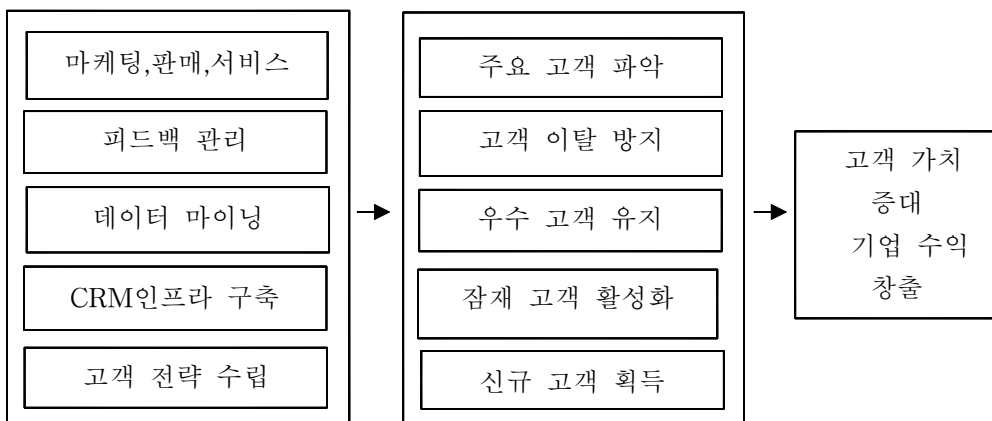 마케팅,판매,서비스
피드백 관리
데이터 마이닝
CRM인프라 구축
고객 전략 수립
주요 고객 파악
고객 이탈 방지
우수 고객 유지
잠재 고객 활성화
신규 고객 획득
고객 가치
증대
기업 수익
창출